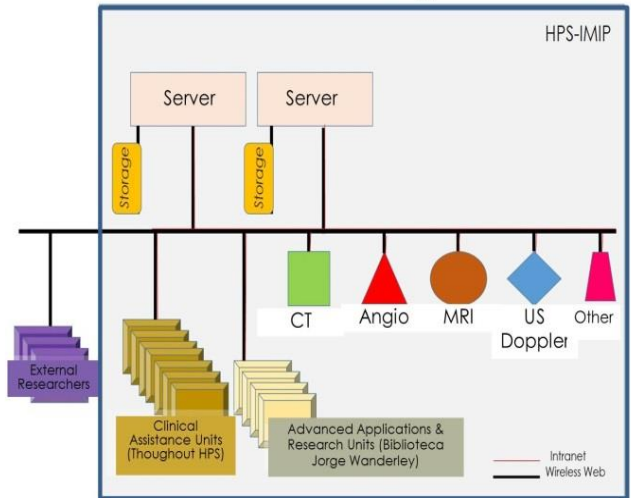 HPS-IMIP
Server
Server
Storage
Storage
CT
Angio
MRI
US
Doppler
Other
External
Researchers
Clinical
Assistance Units
(Thoughout HPS)
Advanced Applications &
Research Units (Biblioteca
Jorge Wanderley)
Intranet
Wireless Web